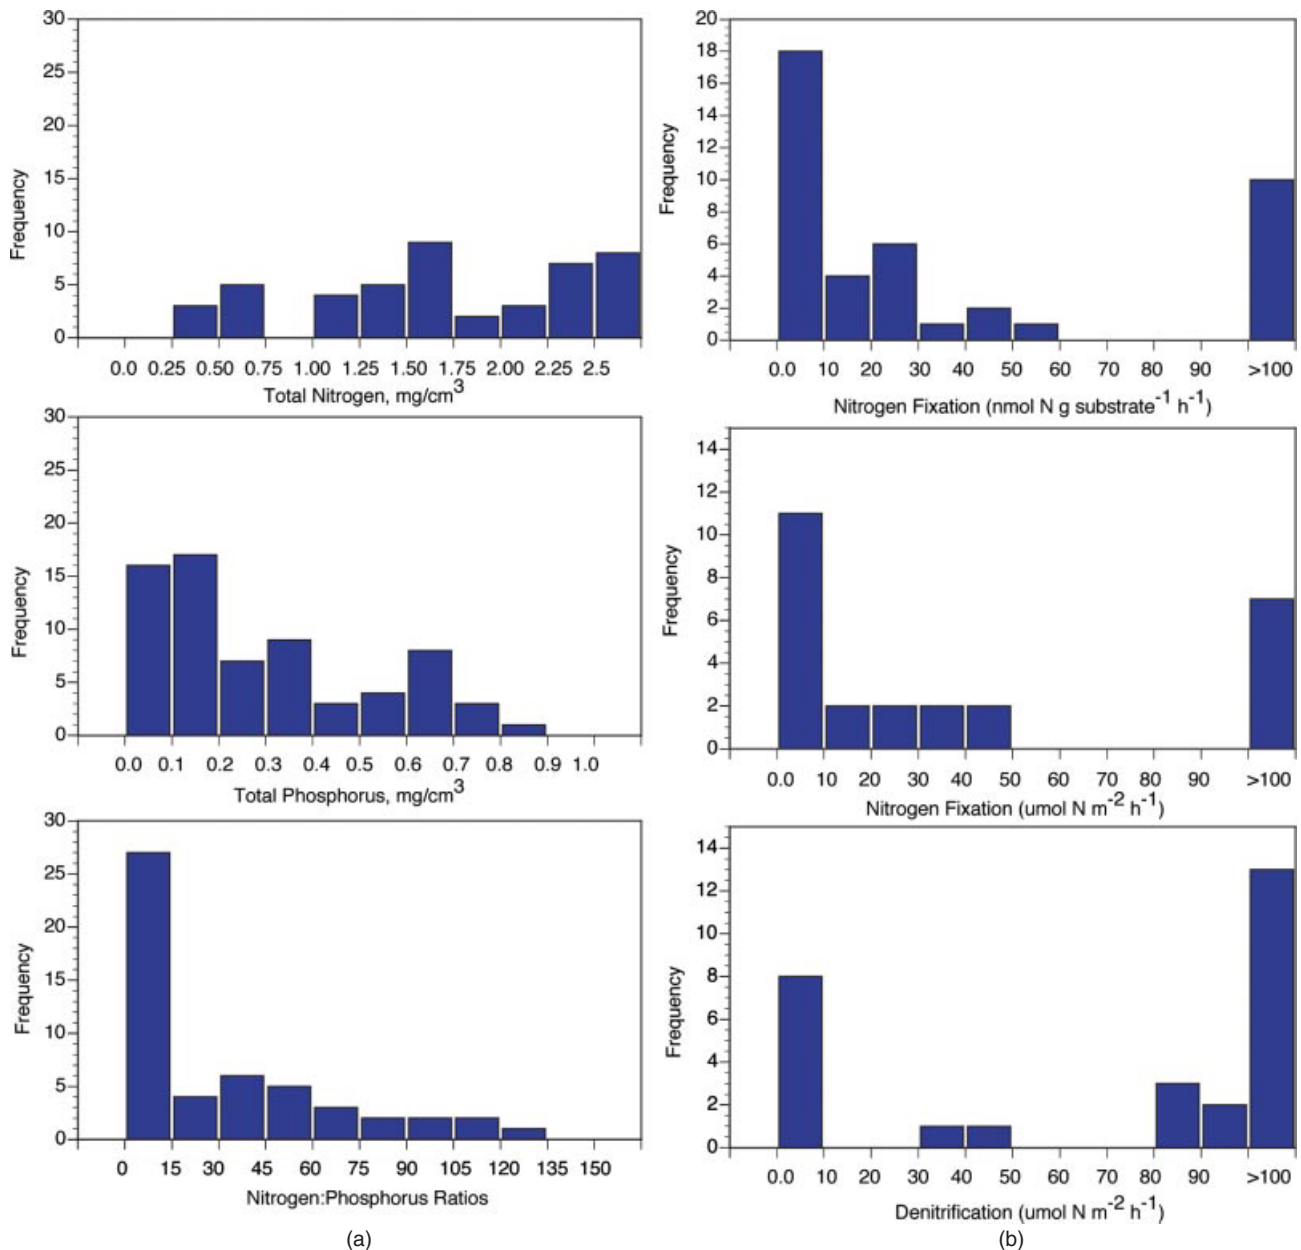 30
25
20
15
10
5
0
Frequency
0.0 0.25 0.50 0.75 1.00 1.25 1.50 1.75 2.00 2.25 2.5
Total Nitrogen, mg/cm³
30
25
20
15
10
5
0
Frequency
0.0 0.1 0.2 0.3 0.4 0.5 0.6 0.7 0.8 0.9 1.0
Total Phosphorus, mg/cm³
30
25
20
15
10
5
0
Frequency
0 15 30 45 60 75 90 105 120 135 150
Nitrogen:Phosphorus Ratios
(a)
20
18
16
14
12
10
8
6
4
2
0
Frequency
0.0 10 20 30 40 50 60 70 80 90 >100
Nitrogen Fixation (nmol N g substrate⁻¹ h⁻¹)
14
12
10
8
6
4
2
0
Frequency
0.0 10 20 30 40 50 60 70 80 90 >100
Nitrogen Fixation (umol N m⁻² h⁻¹)
14
12
10
8
6
4
2
0
Frequency
0.0 10 20 30 40 50 60 70 80 90 >100
Denitrification (umol N m⁻² h⁻¹)
(b)